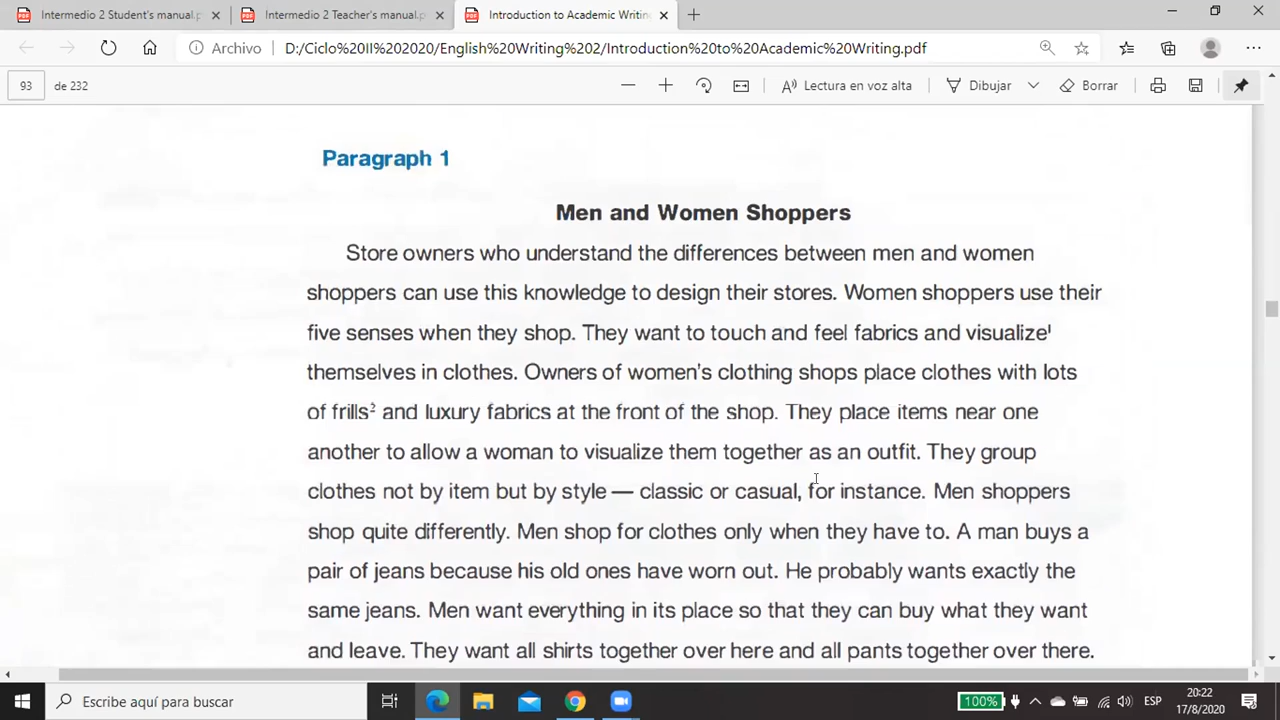 Intermedio 2 Student's manual.p
Intermedio 2 Teacher's manual.p
Introduction to Academic Writin
Archivo
D:/Ciclo%20II%202020/English%20Writing%202/Introduction%20to%20Academic%20Writing.pdf
93 de 232
Lectura en voz alta
Dibujar
Borrar
Paragraph 1
Men and Women Shoppers
Store owners who understand the differences between men and women
shoppers can use this knowledge to design their stores. Women shoppers use their
five senses when they shop. They want to touch and feel fabrics and visualize¹
themselves in clothes. Owners of women's clothing shops place clothes with lots
of frills² and luxury fabrics at the front of the shop. They place items near one
another to allow a woman to visualize them together as an outfit. They group
clothes not by item but by style — classic or casual, for instance. Men shoppers
shop quite differently. Men shop for clothes only when they have to. A man buys a
pair of jeans because his old ones have worn out. He probably wants exactly the
same jeans. Men want everything in its place so that they can buy what they want
and leave. They want all shirts together over here and all pants together over there.
Escribe aquí para buscar
100%
ESP
20:22
17/8/2020